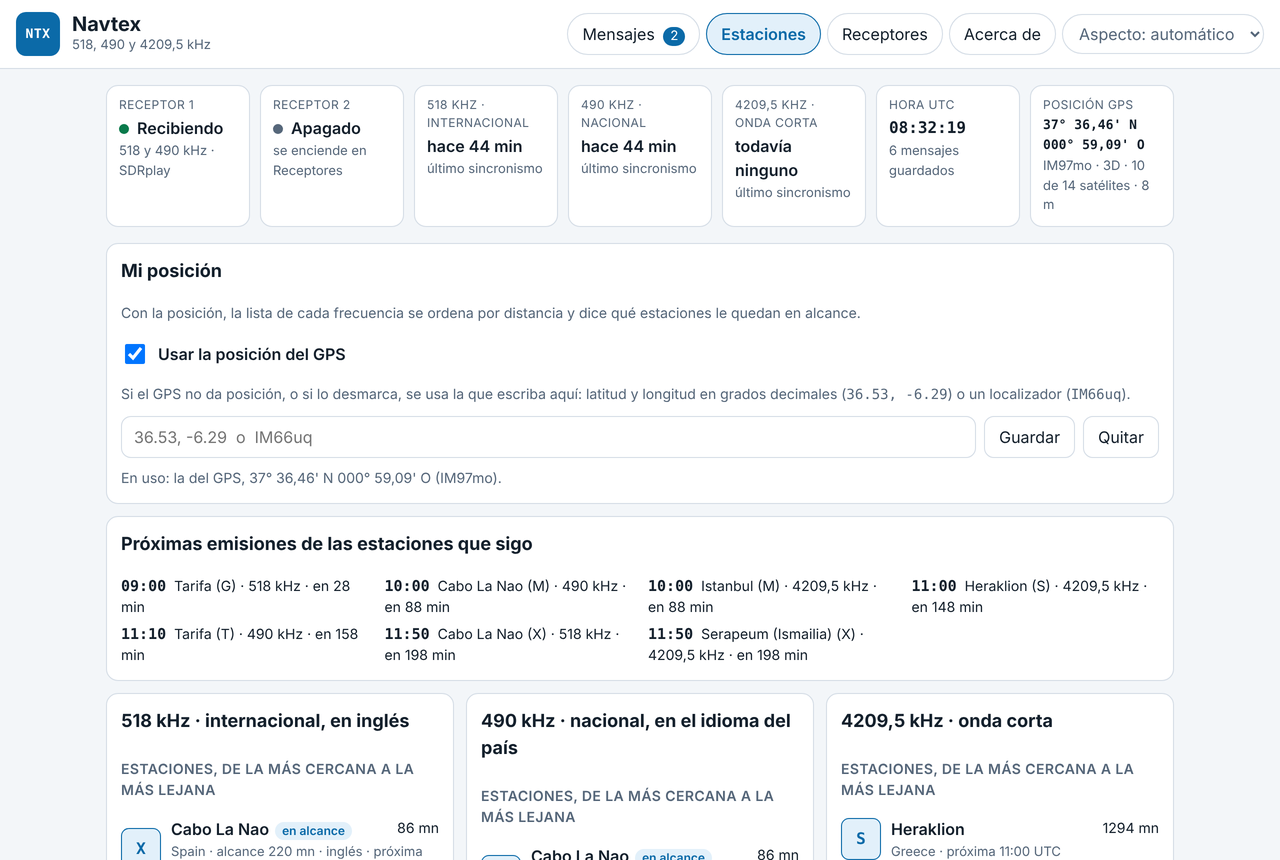 NTX
Navtex
518, 490 y 4209,5 kHz
Mensajes 2
Estaciones
Receptores
Acerca de
Aspecto: automático
RECEPTOR 1
Recibiendo
518 y 490 kHz ·
SDRplay
RECEPTOR 2
Apagado
se enciende en
Receptores
518 KHZ ·
INTERNACIONAL
hace 44 min
último sincronismo
490 KHZ ·
NACIONAL
hace 44 min
último sincronismo
4209,5 KHZ ·
ONDA CORTA
todavía
ninguno
último sincronismo
HORA UTC
08:32:19
6 mensajes
guardados
POSICIÓN GPS
37° 36,46' N
000° 59,09' O
IM97mo · 3D · 10
de 14 satélites · 8
m
Mi posición
Con la posición, la lista de cada frecuencia se ordena por distancia y dice qué estaciones le quedan en alcance.
Usar la posición del GPS
Si el GPS no da posición, o si lo desmarca, se usa la que escriba aquí: latitud y longitud en grados decimales (36.53, -6.29) o un localizador (IM66uq).
36.53, -6.29 o IM66uq
Guardar
Quitar
En uso: la del GPS, 37° 36,46' N 000° 59,09' O (IM97mo).
Próximas emisiones de las estaciones que sigo
09:00 Tarifa (G) · 518 kHz · en 28
min
10:00 Cabo La Nao (M) · 490 kHz ·
en 88 min
10:00 Istanbul (M) · 4209,5 kHz ·
en 88 min
11:00 Heraklion (S) · 4209,5 kHz ·
en 148 min
11:10 Tarifa (T) · 490 kHz · en 158
min
11:50 Cabo La Nao (X) · 518 kHz ·
en 198 min
11:50 Serapeum (Ismailia) (X) ·
4209,5 kHz · en 198 min
518 kHz · internacional, en inglés
ESTACIONES, DE LA MÁS CERCANA A LA
MÁS LEJANA
X
Cabo La Nao en alcance 86 mn
Spain · alcance 220 mn · inglés · próxima
490 kHz · nacional, en el idioma del
país
ESTACIONES, DE LA MÁS CERCANA A LA
MÁS LEJANA
Cabo La Nao en alcance 86 mn
4209,5 kHz · onda corta
ESTACIONES, DE LA MÁS CERCANA A LA
MÁS LEJANA
S
Heraklion 1294 mn
Greece · próxima 11:00 UTC